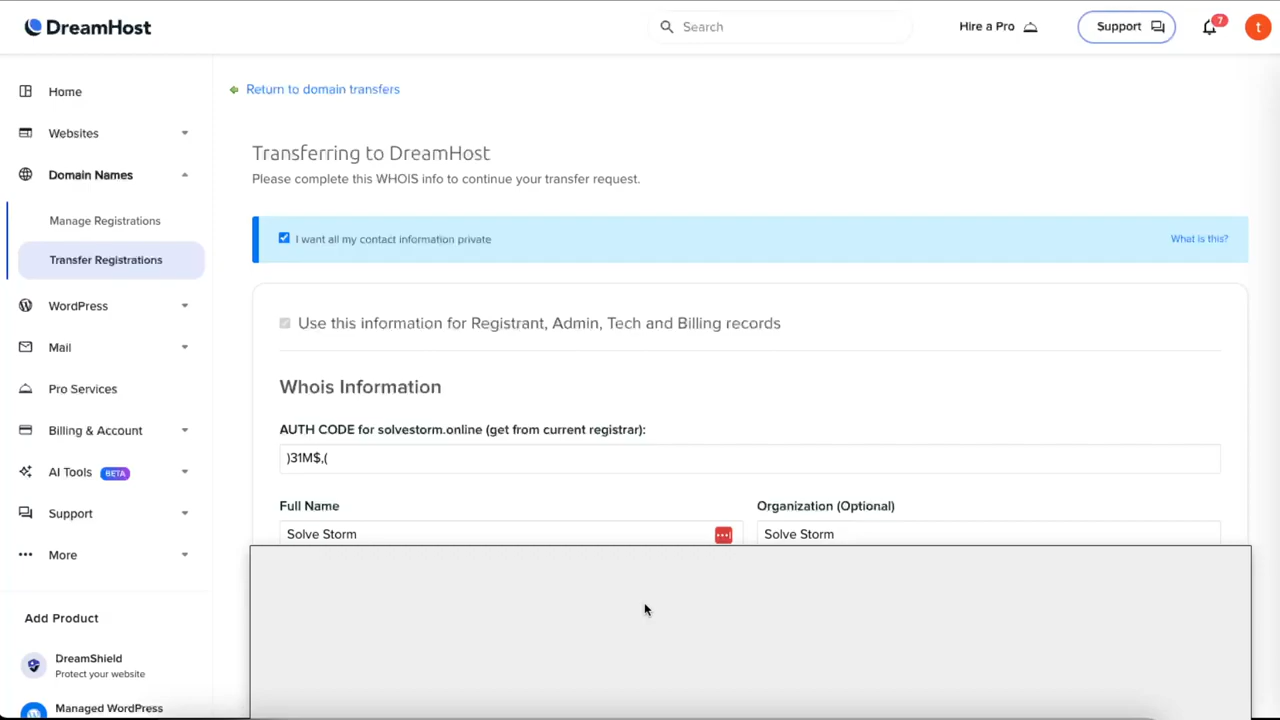 DreamHost
Search
Hire a Pro
Support
7
t
Home
Websites
Domain Names
Manage Registrations
Transfer Registrations
WordPress
Mail
Pro Services
Billing & Account
AI Tools BETA
Support
More
Add Product
DreamShield
Protect your website
Managed WordPress
Return to domain transfers
Transferring to DreamHost
Please complete this WHOIS info to continue your transfer request.
I want all my contact information private
What is this?
Use this information for Registrant, Admin, Tech and Billing records
Whois Information
AUTH CODE for solvestorm.online (get from current registrar):
)31M$,(
Full Name
Organization (Optional)
Solve Storm
Solve Storm